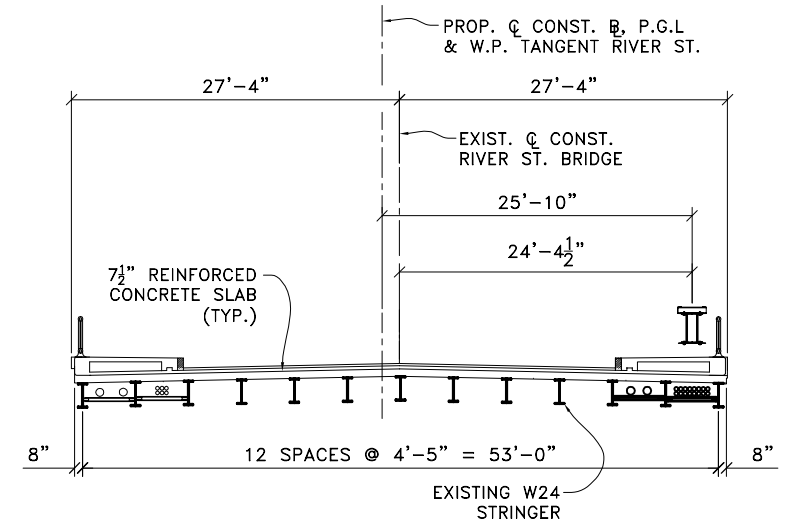 PROP. ℄ CONST. B̲L, P.G.L
& W.P. TANGENT RIVER ST.
27'-4"
27'-4"
EXIST. ℄ CONST.
RIVER ST. BRIDGE
25'-10"
24'-4½"
7½" REINFORCED
CONCRETE SLAB
(TYP.)
8"
12 SPACES @ 4'-5" = 53'-0"
8"
EXISTING W24
STRINGER